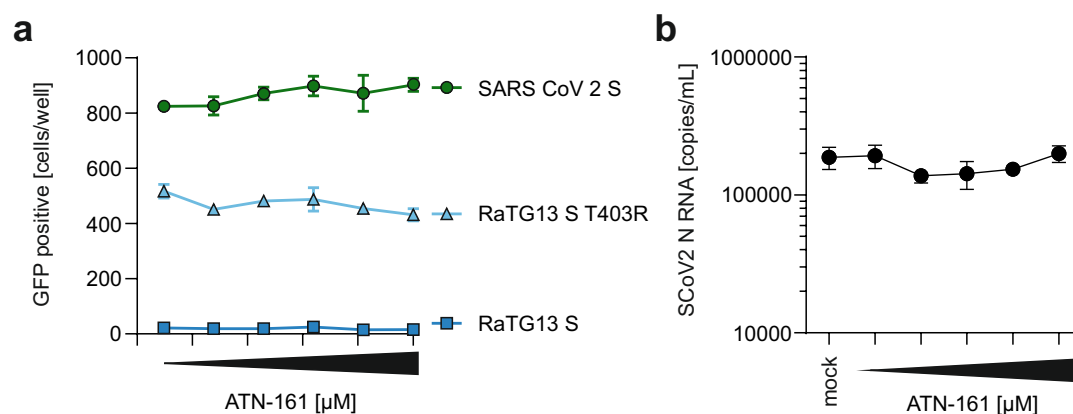 a
1000
800
600
400
200
0
GFP positive [cells/well]
SARS CoV 2 S
RaTG13 S T403R
RaTG13 S
ATN-161 [µM]
b
1000000
100000
10000
SCoV2 N RNA [copies/mL]
mock
ATN-161 [µM]